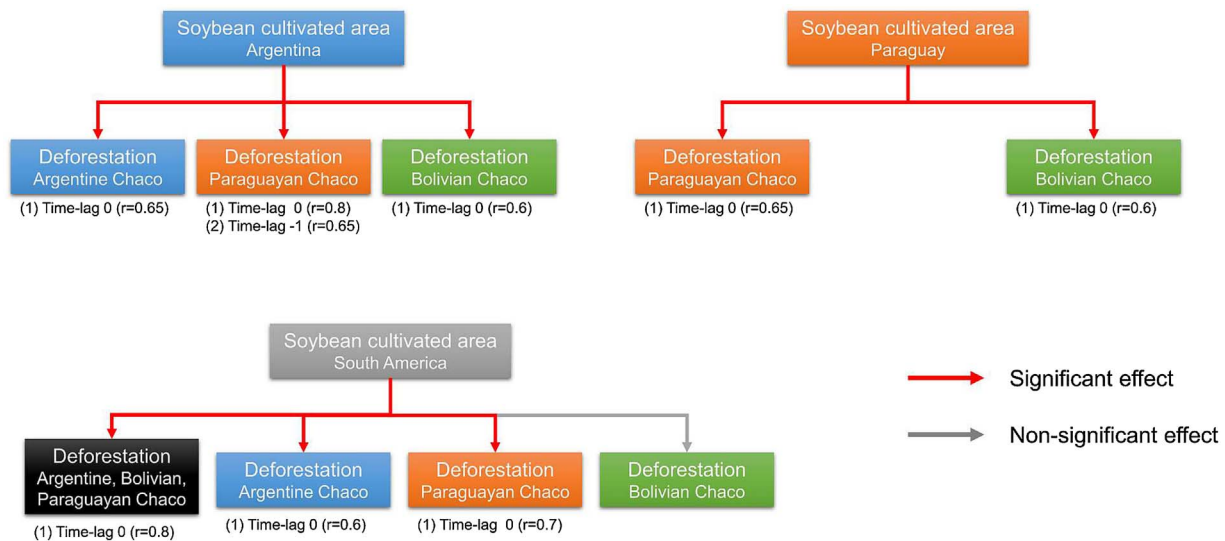 Soybean cultivated area
Argentina
Deforestation
Argentine Chaco
(1) Time-lag 0 (r=0.65)
Deforestation
Paraguayan Chaco
(1) Time-lag 0 (r=0.8)
(2) Time-lag -1 (r=0.65)
Deforestation
Bolivian Chaco
(1) Time-lag 0 (r=0.6)
Soybean cultivated area
Paraguay
Deforestation
Paraguayan Chaco
(1) Time-lag 0 (r=0.65)
Deforestation
Bolivian Chaco
(1) Time-lag 0 (r=0.6)
Soybean cultivated area
South America
Deforestation
Argentine, Bolivian,
Paraguayan Chaco
(1) Time-lag 0 (r=0.8)
Deforestation
Argentine Chaco
(1) Time-lag 0 (r=0.6)
Deforestation
Paraguayan Chaco
(1) Time-lag 0 (r=0.7)
Deforestation
Bolivian Chaco
Significant effect
Non-significant effect